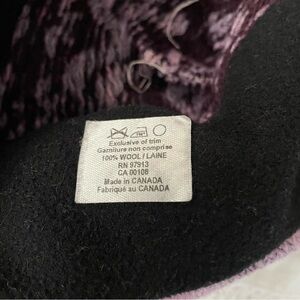 Exclusive of trim
Garniture non comprise
100% WOOL / LAINE
RN 97913
CA 00108
Made in CANADA
Fabriqué au CANADA